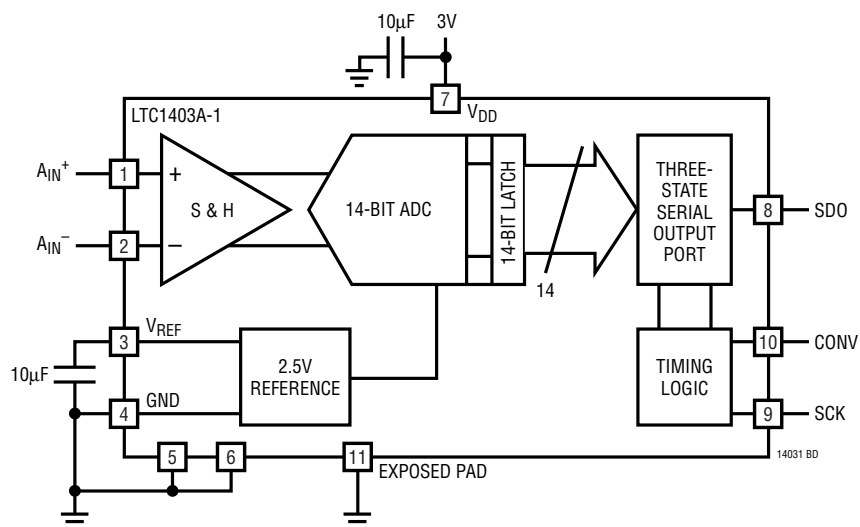 10µF
3V
7
LTC1403A-1
VDD
AIN+
1
+
S & H
14-BIT ADC
14-BIT LATCH
THREE-
STATE
SERIAL
OUTPUT
PORT
8
SDO
AIN–
2
–
14
3
VREF
10µF
2.5V
REFERENCE
TIMING
LOGIC
10
CONV
4
GND
9
SCK
5
6
11
EXPOSED PAD
14031 BD